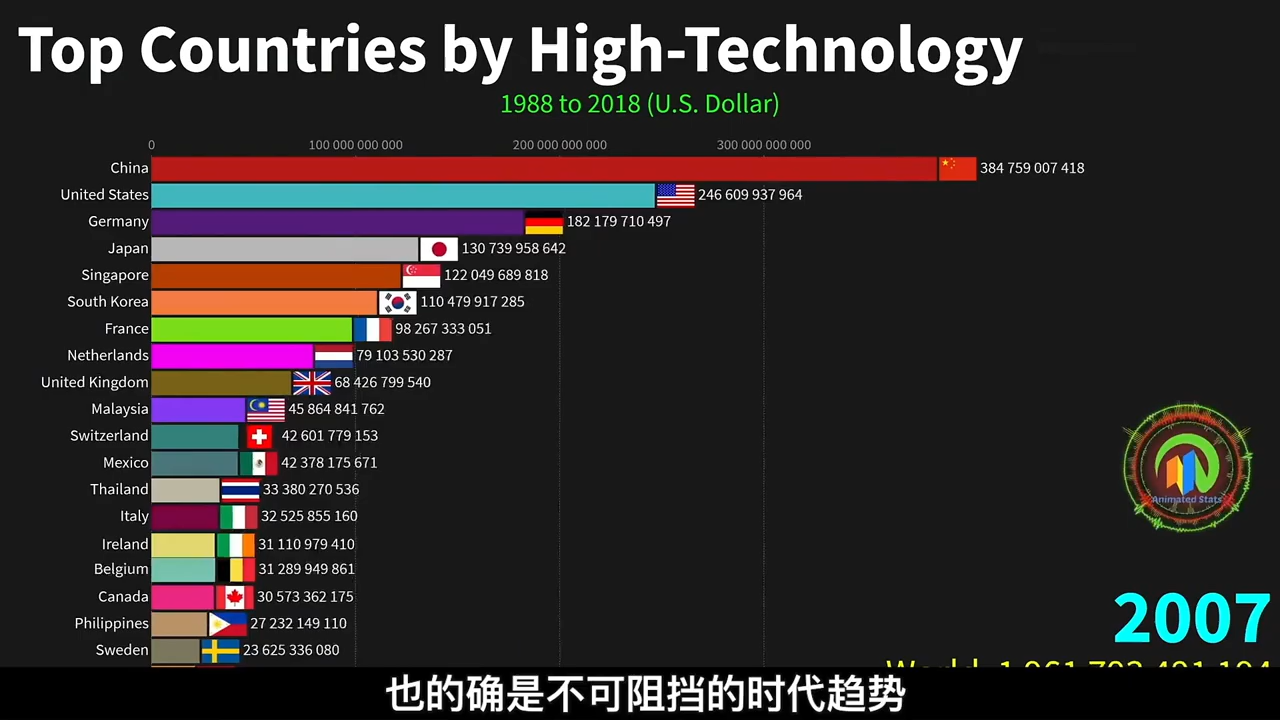 Top Countries by High-Technology
1988 to 2018 (U.S. Dollar)
0 100 000 000 000 200 000 000 000 300 000 000 000
China 384 759 007 418
United States 246 609 937 964
Germany 182 179 710 497
Japan 130 739 958 642
Singapore 122 049 689 818
South Korea 110 479 917 285
France 98 267 333 051
Netherlands 79 103 530 287
United Kingdom 68 426 799 540
Malaysia 45 864 841 762
Switzerland 42 601 779 153
Mexico 42 378 175 671
Thailand 33 380 270 536
Italy 32 525 855 160
Ireland 31 110 979 410
Belgium 31 289 949 861
Canada 30 573 362 175
Philippines 27 232 149 110
Sweden 23 625 336 080
Animated Stats
2007
World
也的确是不可阻挡的时代趋势